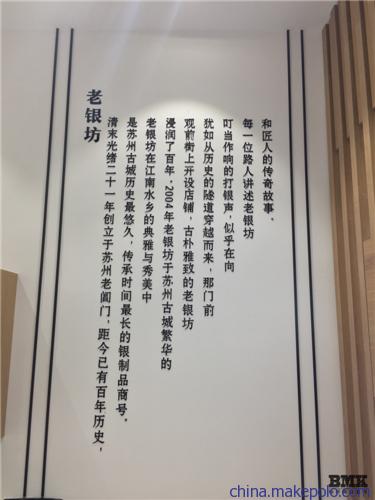 老银坊
清末光绪二十一年创立于苏州老阊门，距今已有百年历史，
是苏州古城历史最悠久，传承时间最长的银制品商号。
老银坊在江南水乡的典雅与秀美中
浸润了百年。2004年老银坊于苏州古城繁华的
观前街上开设店铺，古朴雅致的老银坊
犹如从历史的隧道穿越而来，那门前
叮当作响的打银声，似乎在向
每一位路人讲述老银坊
和匠人的传奇故事。
BMK
china.makepolo.com